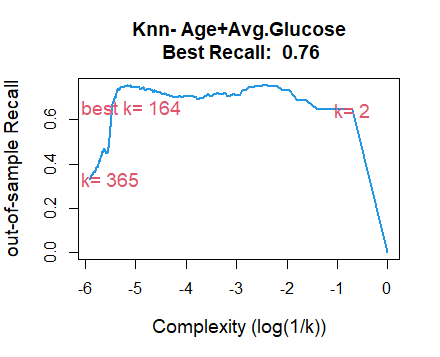 Knn- Age+Avg.Glucose
Best Recall:  0.76
out-of-sample Recall
0.6
0.4
0.2
0.0
best k= 164
k= 2
k= 365
-6 -5 -4 -3 -2 -1 0
Complexity (log(1/k))